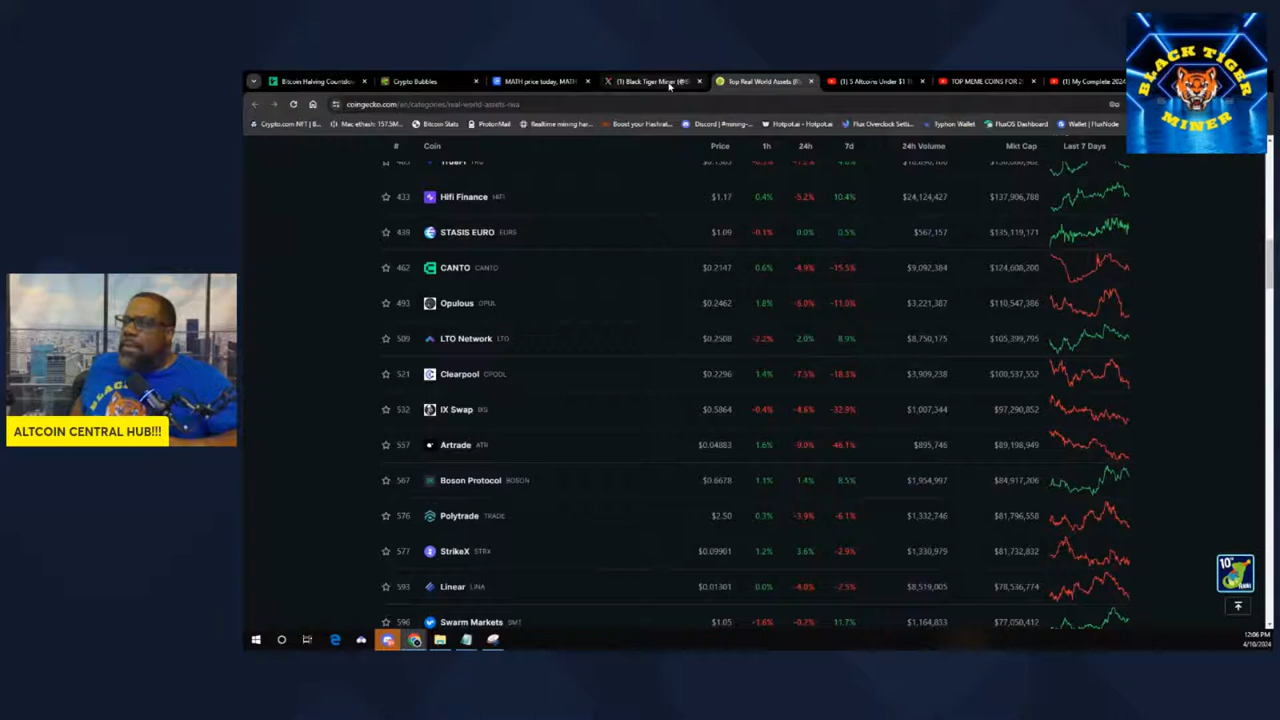 BLACK TIGER
MINER
Bitcoin Halving Countdo
Crypto Bubbles
MATH price today, MATH
(1) Black Tiger Miner (@
Top Real World Assets (R
(1) 5 Altcoins Under $1 T
TOP MEME COINS FOR 2
(1) My Complete 2024
coingecko.com/en/categories/real-world-assets-rwa
Crypto.com NFT | B...
Mac ethash: 157.5M...
Bitcoin Stats
ProtonMail
Realtime mining har...
Boost your Hashrat...
Discord | #mining-...
Hotpot.ai - Hotpot.ai
Flux Overclock Setti...
Typhon Wallet
FluxOS Dashboard
Wallet | FluxNode
# Coin Price 1h 24h 7d 24h Volume Mkt Cap Last 7 Days
433 Hifi Finance HIFI $1.17 0.4% -5.2% 10.4% $24,124,427 $137,906,788
439 STASIS EURO EURS $1.09 -0.1% 0.0% 0.5% $567,157 $135,119,171
462 CANTO CANTO $0.2147 0.6% -4.9% -15.5% $9,092,384 $124,608,200
493 Opulous OPUL $0.2462 1.8% -6.0% -11.0% $3,221,387 $110,547,386
509 LTO Network LTO $0.2508 -2.2% 2.0% 8.9% $8,750,175 $105,399,795
521 Clearpool CPOOL $0.2296 1.4% -7.5% -18.3% $3,909,238 $100,537,552
532 IX Swap IXS $0.5864 -0.4% -4.6% -32.9% $1,007,344 $97,290,852
557 Artrade ATR $0.04883 1.6% -9.0% -46.1% $895,746 $89,198,949
567 Boson Protocol BOSON $0.6678 1.1% 1.4% 8.5% $1,954,997 $84,917,206
576 Polytrade TRADE $2.50 0.3% -3.9% -6.1% $1,332,746 $81,796,558
577 StrikeX STRX $0.09901 1.2% 3.6% -2.9% $1,330,979 $81,732,832
593 Linear LINA $0.01301 0.0% -4.0% -2.5% $8,519,005 $78,536,774
596 Swarm Markets SMT $1.05 -1.6% -0.2% 11.7% $1,164,833 $77,050,412
BLACK
ALTCOIN CENTRAL HUB!!!
12:06 PM
4/10/2024